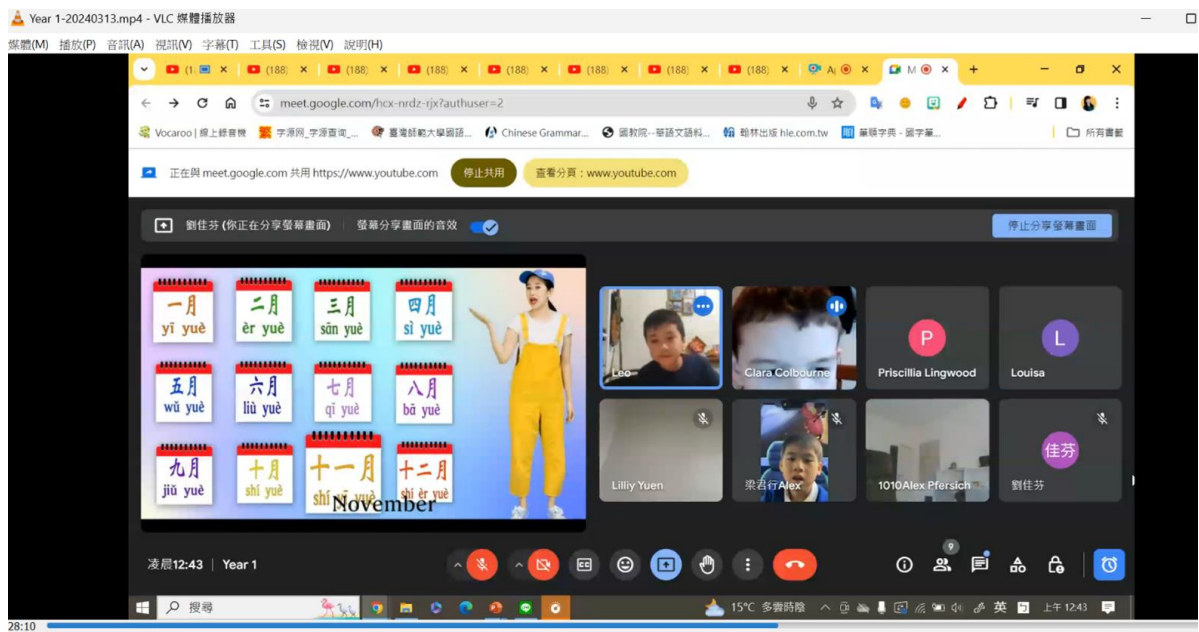 Year 1-20240313.mp4 - VLC 媒體播放器
媒體(M) 播放(P) 音訊(A) 視訊(V) 字幕(T) 工具(S) 檢視(V) 說明(H)
(188) (188) (188) (188) (188) (188) (188)
meet.google.com/hcx-nrdz-rjx?authuser=2
Vocaroo | 線上錄音機 字源网_字源查询_... 臺灣師範大學國語... Chinese Grammar... 國教院--華語文語料... 翰林出版 hle.com.tw 筆順字典 - 國字筆... 所有書籤
正在與 meet.google.com 共用 https://www.youtube.com 停止共用 查看分頁：www.youtube.com
劉佳芬 (你正在分享螢幕畫面) 螢幕分享畫面的音效 停止分享螢幕畫面
一月 二月 三月 四月
yī yuè èr yuè sān yuè sì yuè
五月 六月 七月 八月
wǔ yuè liù yuè qī yuè bā yuè
九月 十月 十一月 十二月
jiǔ yuè shí yuè shí yī yuè shí èr yuè
November
Leo
Clara Colbourne
P
Priscillia Lingwood
L
Louisa
Lilliy Yuen
梁君行Alex
1010Alex Pfersich
佳芬
劉佳芬
凌晨12:43 | Year 1
9
搜尋
15°C 多雲時陰
英
上午 12:43
28:10